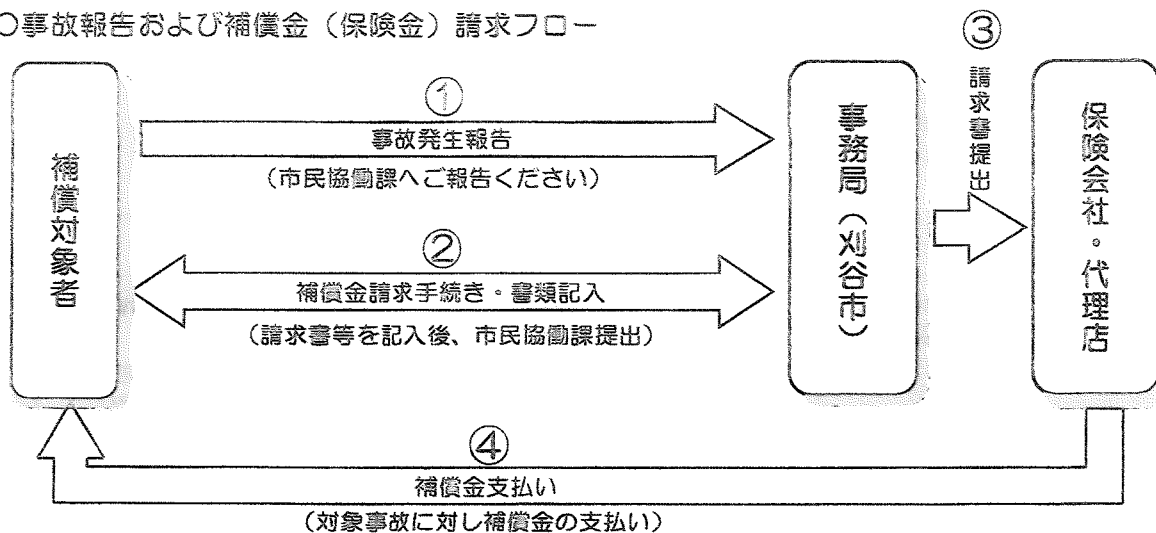 ○事故報告および補償金（保険金）請求フロー
補償対象者
①
事故発生報告
（市民協働課へご報告ください）
②
補償金請求手続き・書類記入
（請求書等を記入後、市民協働課提出）
事務局（刈谷市）
③
請求書提出
保険会社・代理店
④
補償金支払い
（対象事故に対し補償金の支払い）